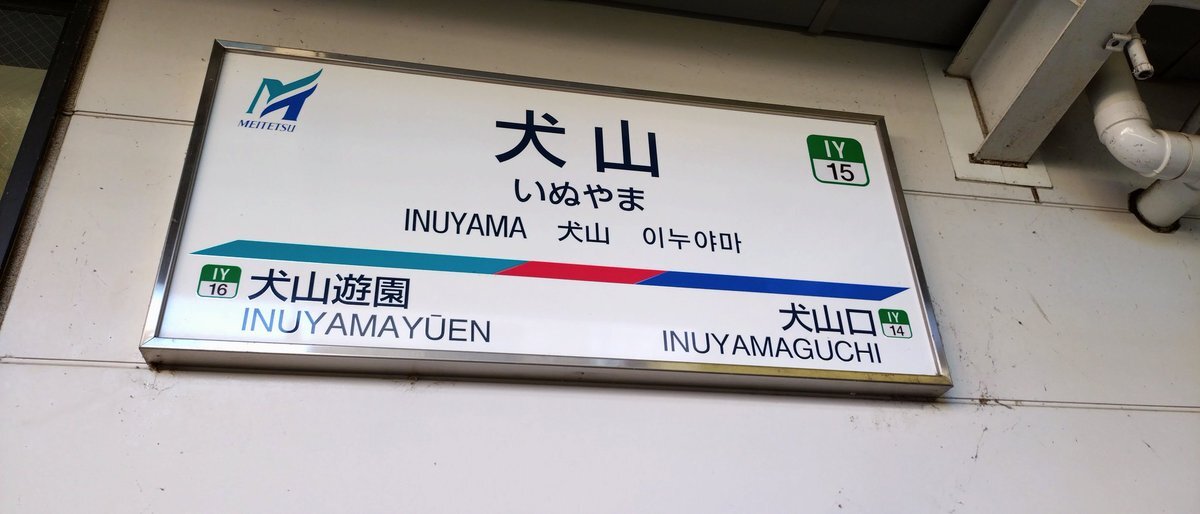 MEITETSU
犬山
IY
15
いぬやま
INUYAMA 犬山 이누야마
IY
16
犬山遊園
INUYAMAYŪEN
犬山口
IY
14
INUYAMAGUCHI